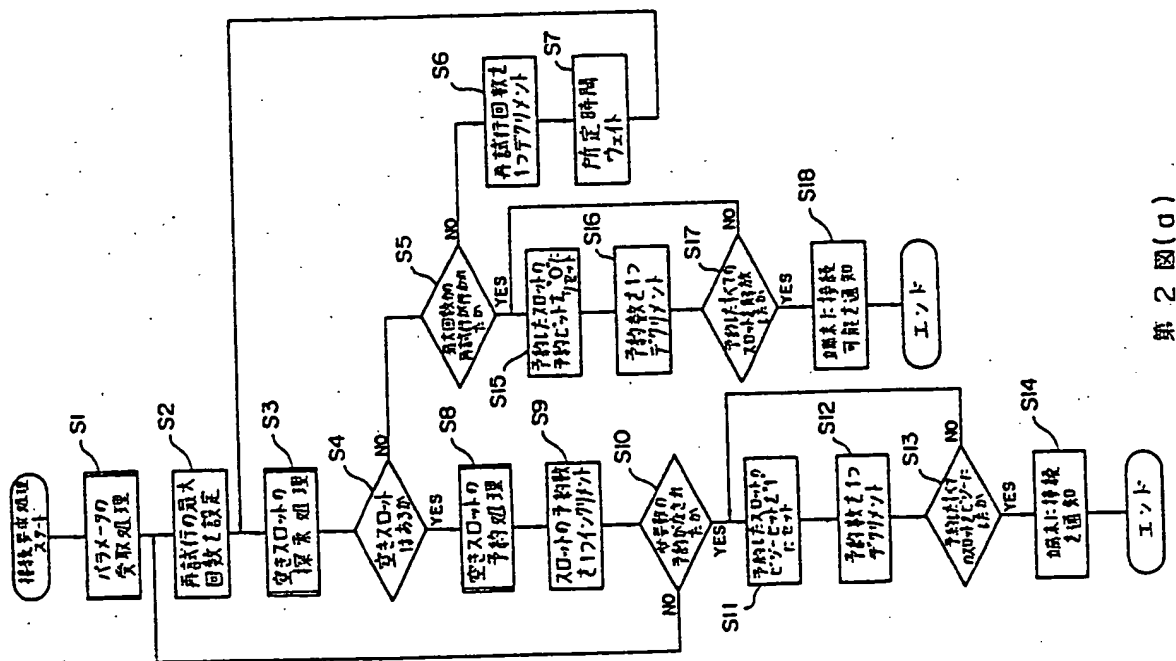 接続要求処理
スタート
S1
パラメータの
受取処理
S2
再試行の最大
回数を設定
S3
空きスロットの
探索処理
S4
空きスロット
はあるか
NO
YES
S5
再試行が行われ
たか
NO
YES
S6
再試行回数を
1つデクリメント
S7
所定時間
ウェイト
S8
空きスロットの
予約処理
S9
スロットの予約数
を1つインクリメント
S10
予約がなされ
たか
NO
YES
S11
予約したスロットの
ビジービットを"1"
にセット
S12
予約数を1つ
デクリメント
S13
予約したすべて
のスロットをビジーに
したか
NO
YES
S14
端末に接続
を通知
エンド
S15
予約したスロットの
予約ビットを"0"に
リセット
S16
予約数を1つ
デクリメント
S17
予約したすべての
スロットを解放
したか
NO
YES
S18
端末に接続
可能を通知
エンド
第2図(a)